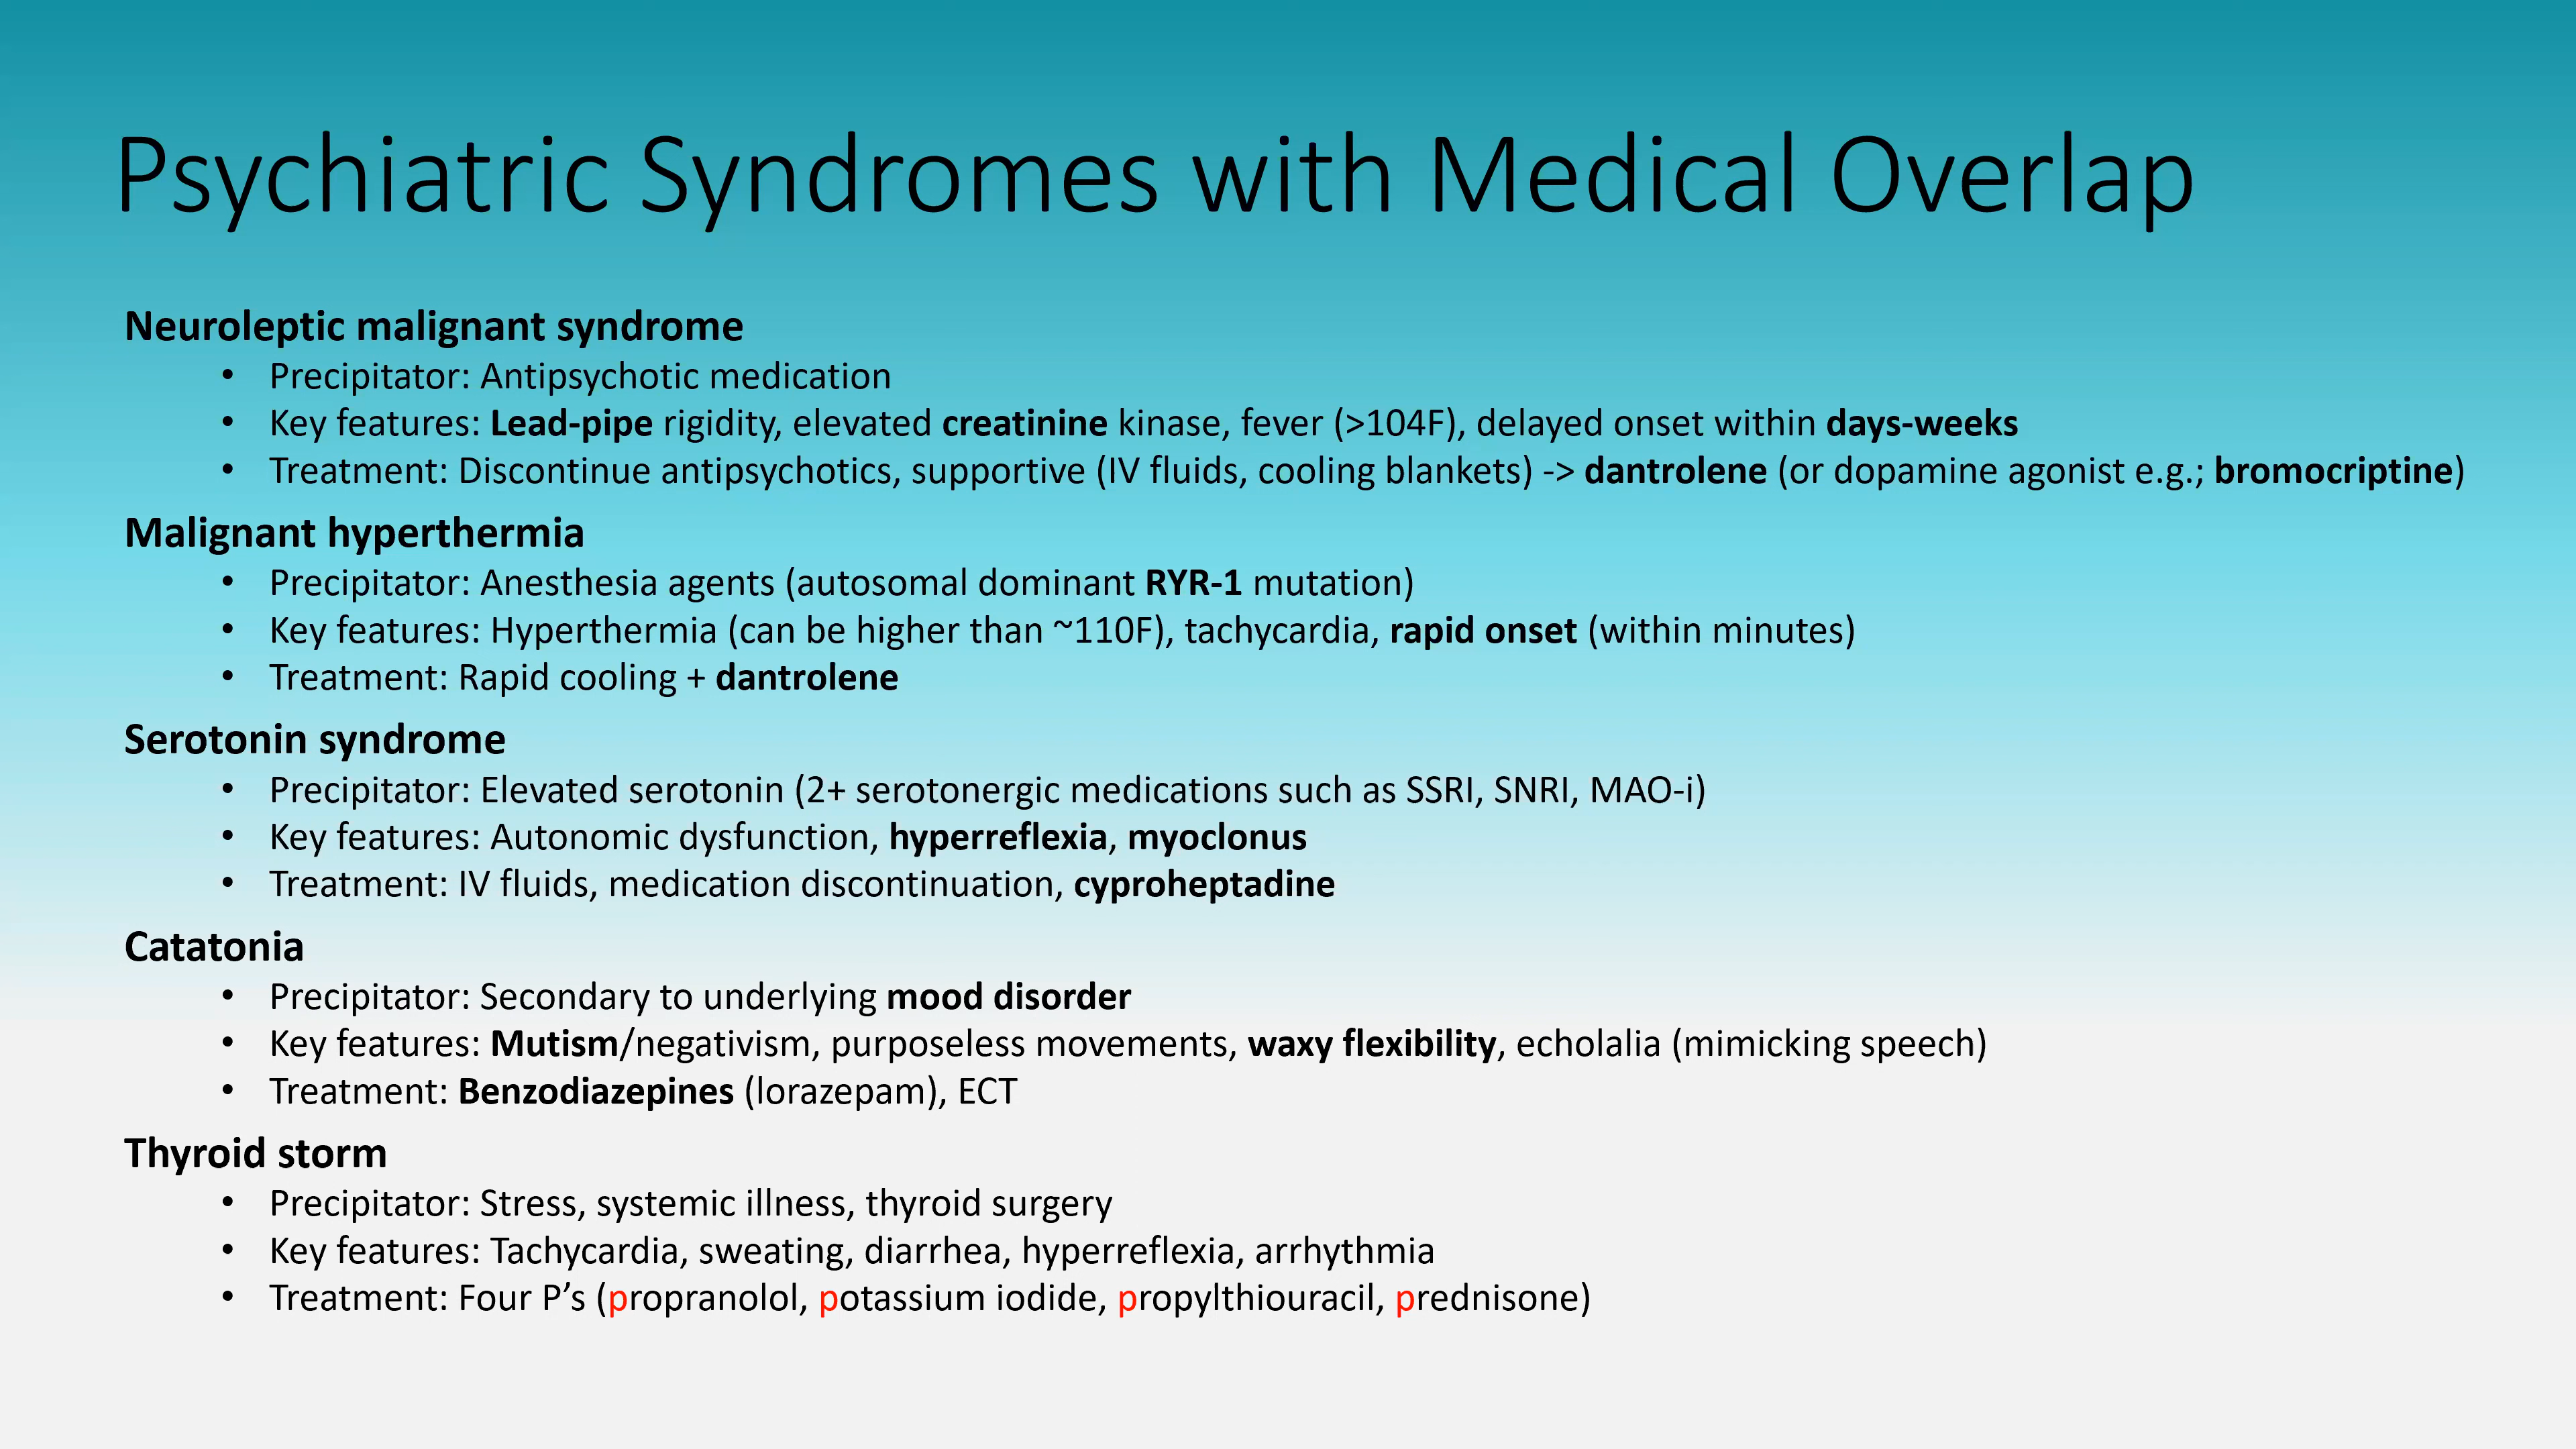 Psychiatric Syndromes with Medical Overlap
Neuroleptic malignant syndrome
• Precipitator: Antipsychotic medication
• Key features: Lead-pipe rigidity, elevated creatinine kinase, fever (>104F), delayed onset within days-weeks
• Treatment: Discontinue antipsychotics, supportive (IV fluids, cooling blankets) -> dantrolene (or dopamine agonist e.g.; bromocriptine)
Malignant hyperthermia
• Precipitator: Anesthesia agents (autosomal dominant RYR-1 mutation)
• Key features: Hyperthermia (can be higher than ~110F), tachycardia, rapid onset (within minutes)
• Treatment: Rapid cooling + dantrolene
Serotonin syndrome
• Precipitator: Elevated serotonin (2+ serotonergic medications such as SSRI, SNRI, MAO-i)
• Key features: Autonomic dysfunction, hyperreflexia, myoclonus
• Treatment: IV fluids, medication discontinuation, cyproheptadine
Catatonia
• Precipitator: Secondary to underlying mood disorder
• Key features: Mutism/negativism, purposeless movements, waxy flexibility, echolalia (mimicking speech)
• Treatment: Benzodiazepines (lorazepam), ECT
Thyroid storm
• Precipitator: Stress, systemic illness, thyroid surgery
• Key features: Tachycardia, sweating, diarrhea, hyperreflexia, arrhythmia
• Treatment: Four P’s (propranolol, potassium iodide, propylthiouracil, prednisone)